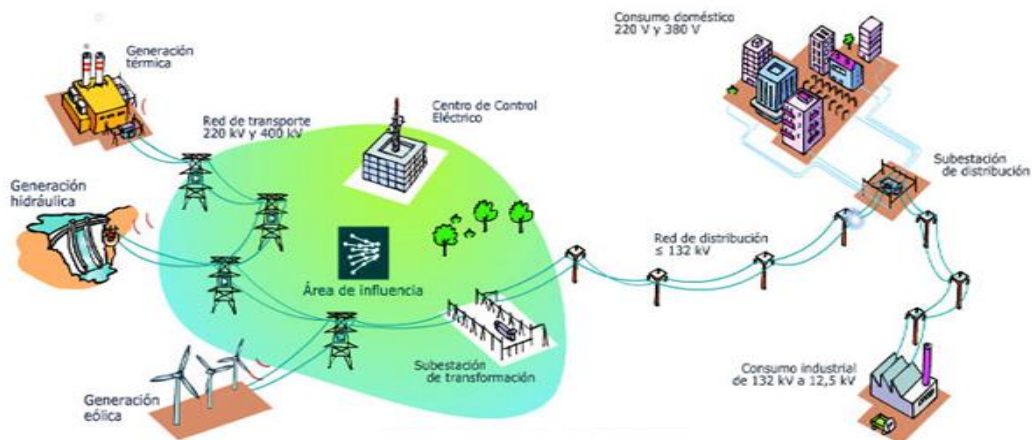 Generación
térmica
Red de transporte
220 kV y 400 kV
Centro de Control
Eléctrico
Consumo doméstico
220 V y 380 V
Generación
hidráulica
Subestación
de distribución
Red de distribución
≤ 132 kV
Área de influencia
Subestación
de transformación
Consumo industrial
de 132 kV a 12,5 kV
Generación
eólica